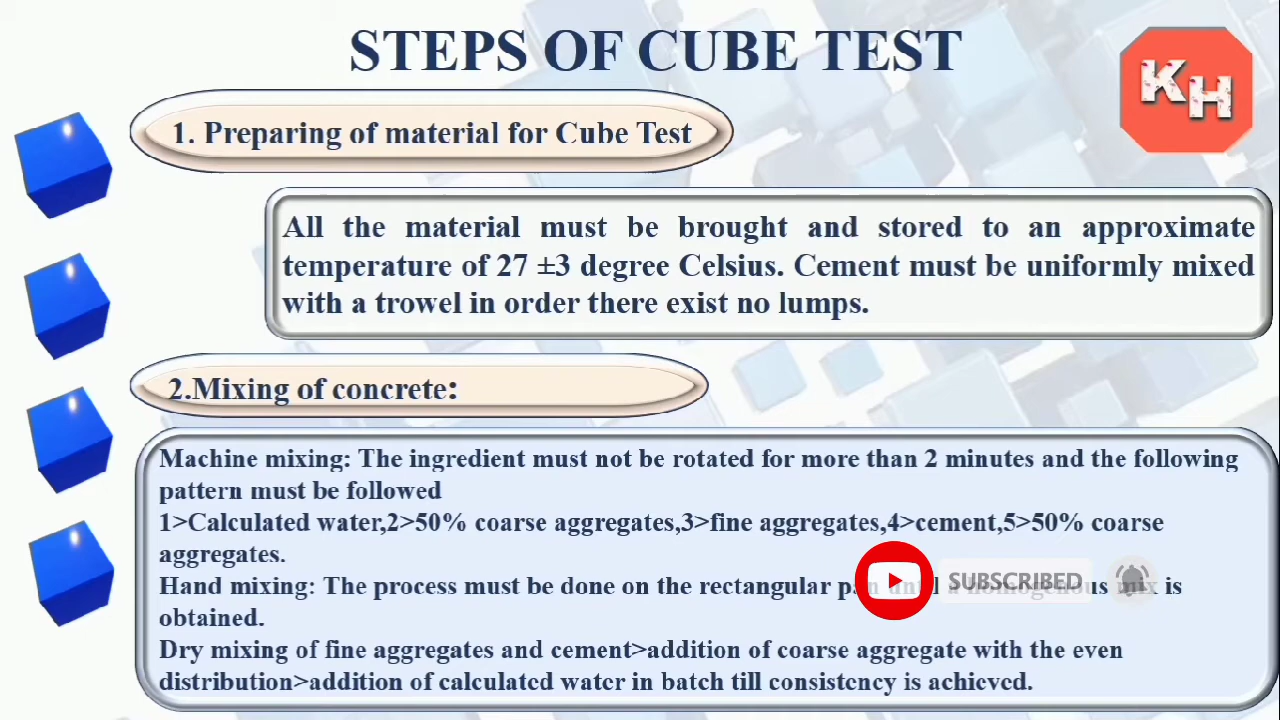 STEPS OF CUBE TEST
KH
1. Preparing of material for Cube Test
All the material must be brought and stored to an approximate
temperature of 27 ±3 degree Celsius. Cement must be uniformly mixed
with a trowel in order there exist no lumps.
2.Mixing of concrete:
Machine mixing: The ingredient must not be rotated for more than 2 minutes and the following
pattern must be followed
1>Calculated water,2>50% coarse aggregates,3>fine aggregates,4>cement,5>50% coarse
aggregates.
Hand mixing: The process must be done on the rectangular pan until a homogenous mix is
obtained.
SUBSCRIBED
Dry mixing of fine aggregates and cement>addition of coarse aggregate with the even
distribution>addition of calculated water in batch till consistency is achieved.